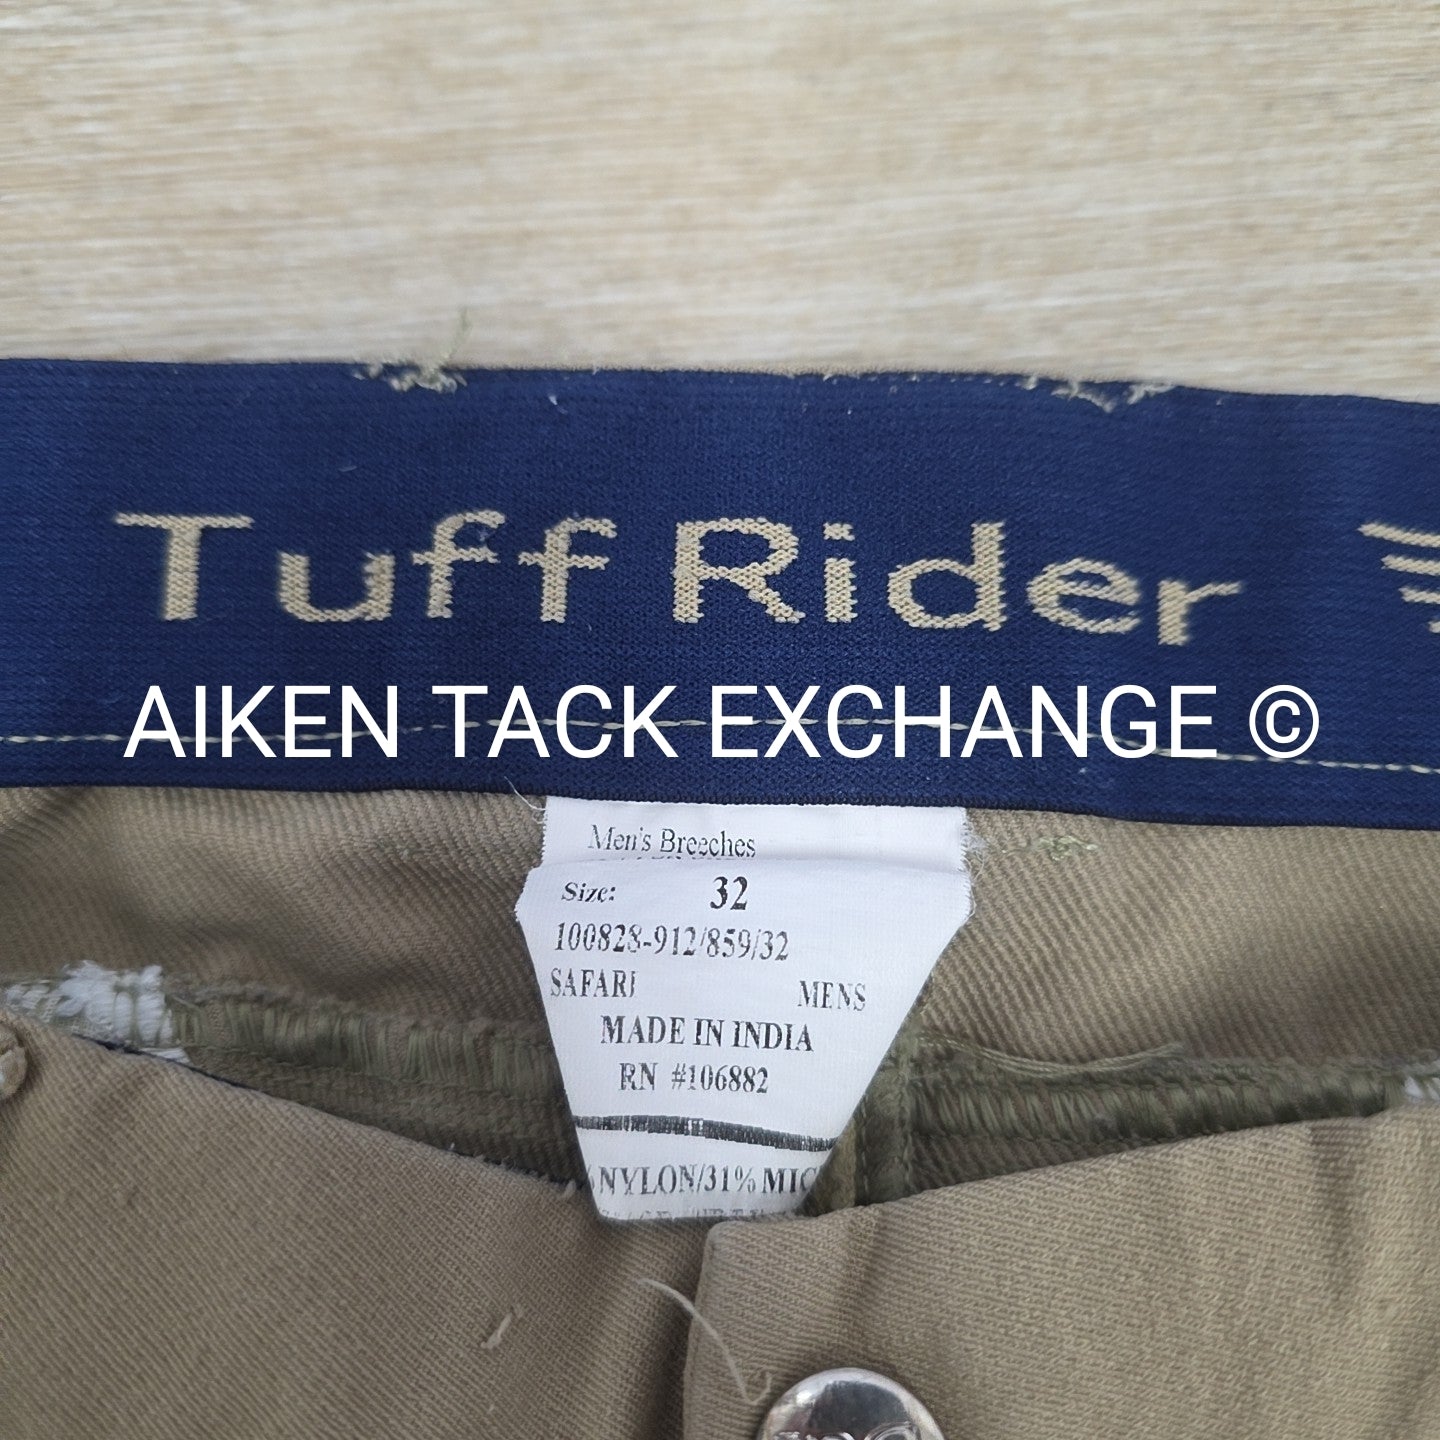 Tuff Rider
AIKEN TACK EXCHANGE ©
Men's Breeches
Size: 32
100828-912/859/32
SAFARI MENS
MADE IN INDIA
RN #106882
NYLON/31%